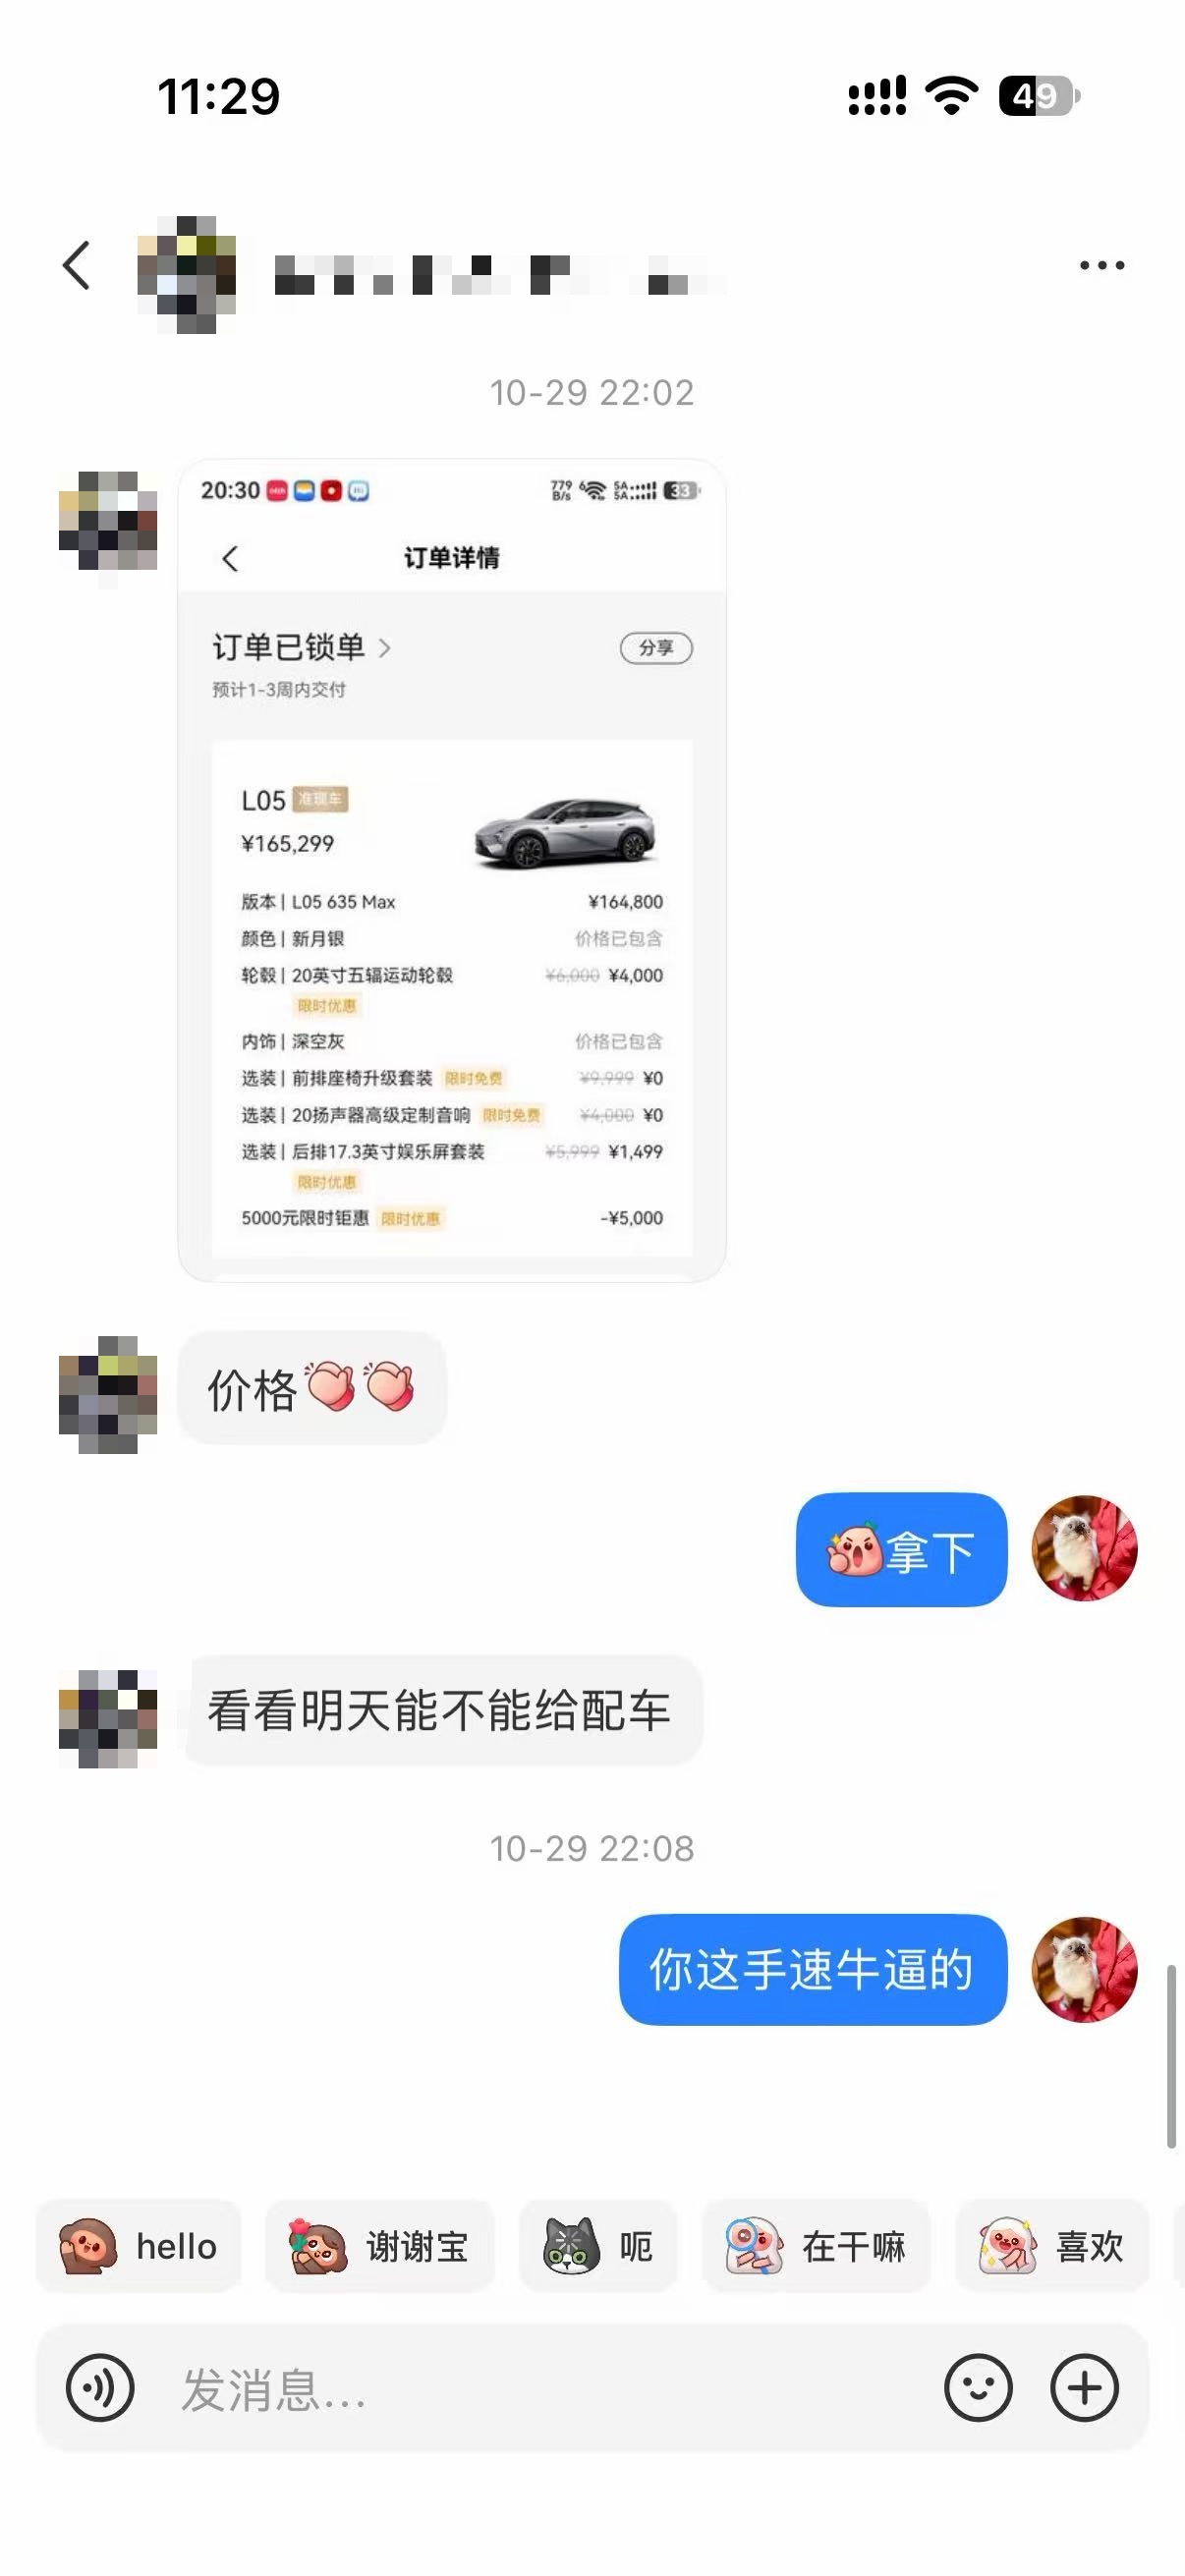 11:29
49
10-29 22:02
20:30
779 B/s
6
5A
5A
33
订单详情
订单已锁单
分享
预计1-3周内交付
L05 准现车
¥165,299
版本 | L05 635 Max ¥164,800
颜色 | 新月银 价格已包含
轮毂 | 20英寸五辐运动轮毂 ¥6,000 ¥4,000
限时优惠
内饰 | 深空灰 价格已包含
选装 | 前排座椅升级套装 限时免费 ¥9,999 ¥0
选装 | 20扬声器高级定制音响 限时免费 ¥4,000 ¥0
选装 | 后排17.3英寸娱乐屏套装 ¥5,999 ¥1,499
限时优惠
5000元限时钜惠 限时优惠 -¥5,000
价格
拿下
看看明天能不能给配车
10-29 22:08
你这手速牛逼的
hello
谢谢宝
呃
在干嘛
喜欢
发消息...